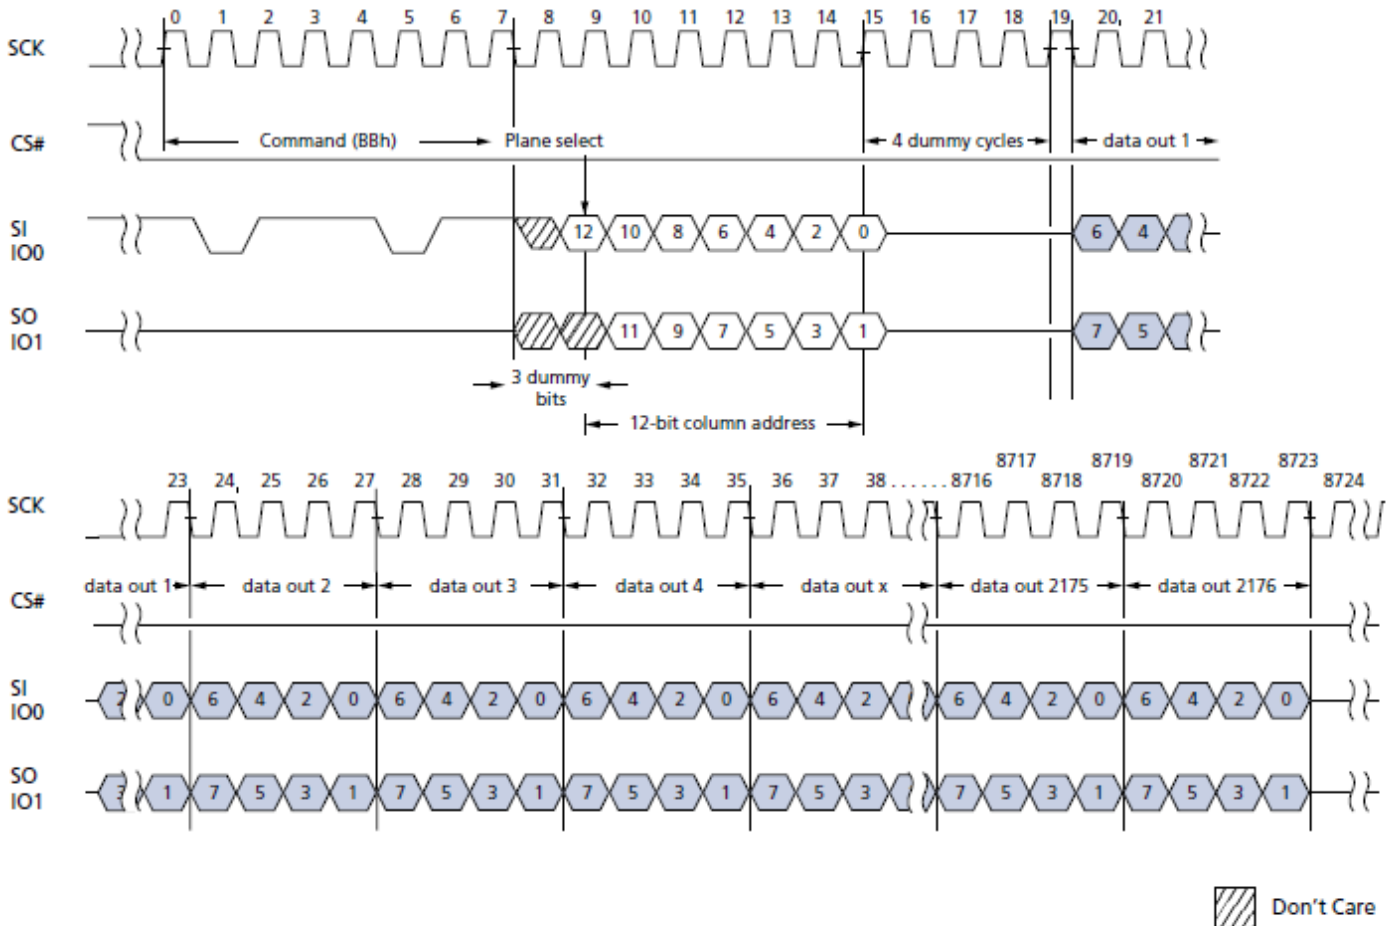 0 1 2 3 4 5 6 7 8 9 10 11 12 13 14 15 16 17 18 19 20 21
SCK
CS# Command (BBh) Plane select 4 dummy cycles data out 1
SI
IO0
12 10 8 6 4 2 0 6 4
SO
IO1
11 9 7 5 3 1 7 5
3 dummy
bits
12-bit column address
8717 8719 8721 8723
23 24 25 26 27 28 29 30 31 32 33 34 35 36 37 38 . . . . . . 8716 8718 8720 8722 8724
SCK
data out 1 data out 2 data out 3 data out 4 data out x data out 2175 data out 2176
CS#
SI
IO0
2 0 6 4 2 0 6 4 2 0 6 4 2 0 6 4 2 6 4 2 0 6 4 2 0
SO
IO1
3 1 7 5 3 1 7 5 3 1 7 5 3 1 7 5 3 7 5 3 1 7 5 3 1
Don't Care